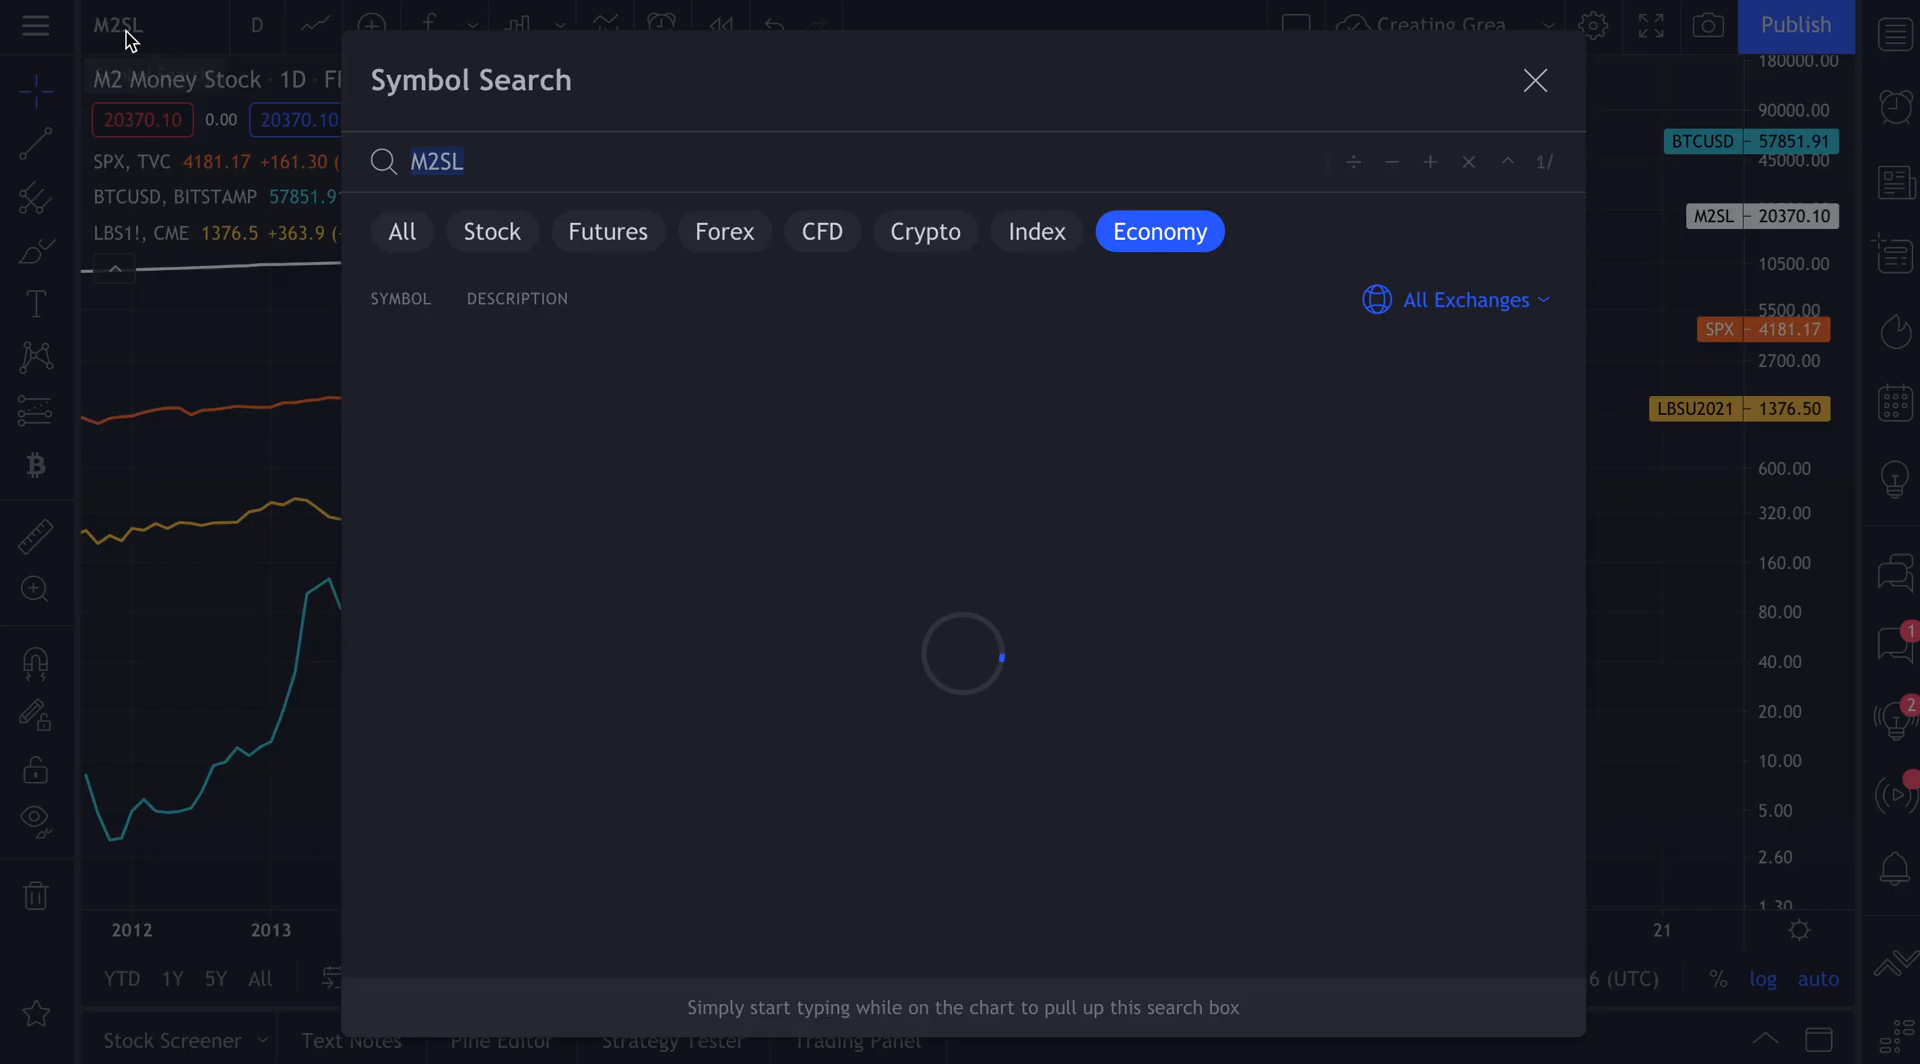 M2SL
D
Creating Grea
Publish
M2 Money Stock · 1D · FR
20370.10
0.00
20370.10
SPX, TVC 4181.17 +161.30 (
BTCUSD, BITSTAMP 57851.91
LBS1!, CME 1376.5 +363.9 (
Symbol Search
M2SL
1/
All
Stock
Futures
Forex
CFD
Crypto
Index
Economy
SYMBOL
DESCRIPTION
All Exchanges
180000.00
90000.00
BTCUSD 57851.91
45000.00
M2SL 20370.10
10500.00
5500.00
SPX 4181.17
2700.00
LBSU2021 1376.50
600.00
320.00
160.00
80.00
40.00
20.00
10.00
5.00
2.60
1.30
1
2
2012
2013
21
YTD
1Y
5Y
All
6 (UTC)
%
log
auto
Simply start typing while on the chart to pull up this search box
Stock Screener
Text Notes
Pine Editor
Strategy Tester
Trading Panel